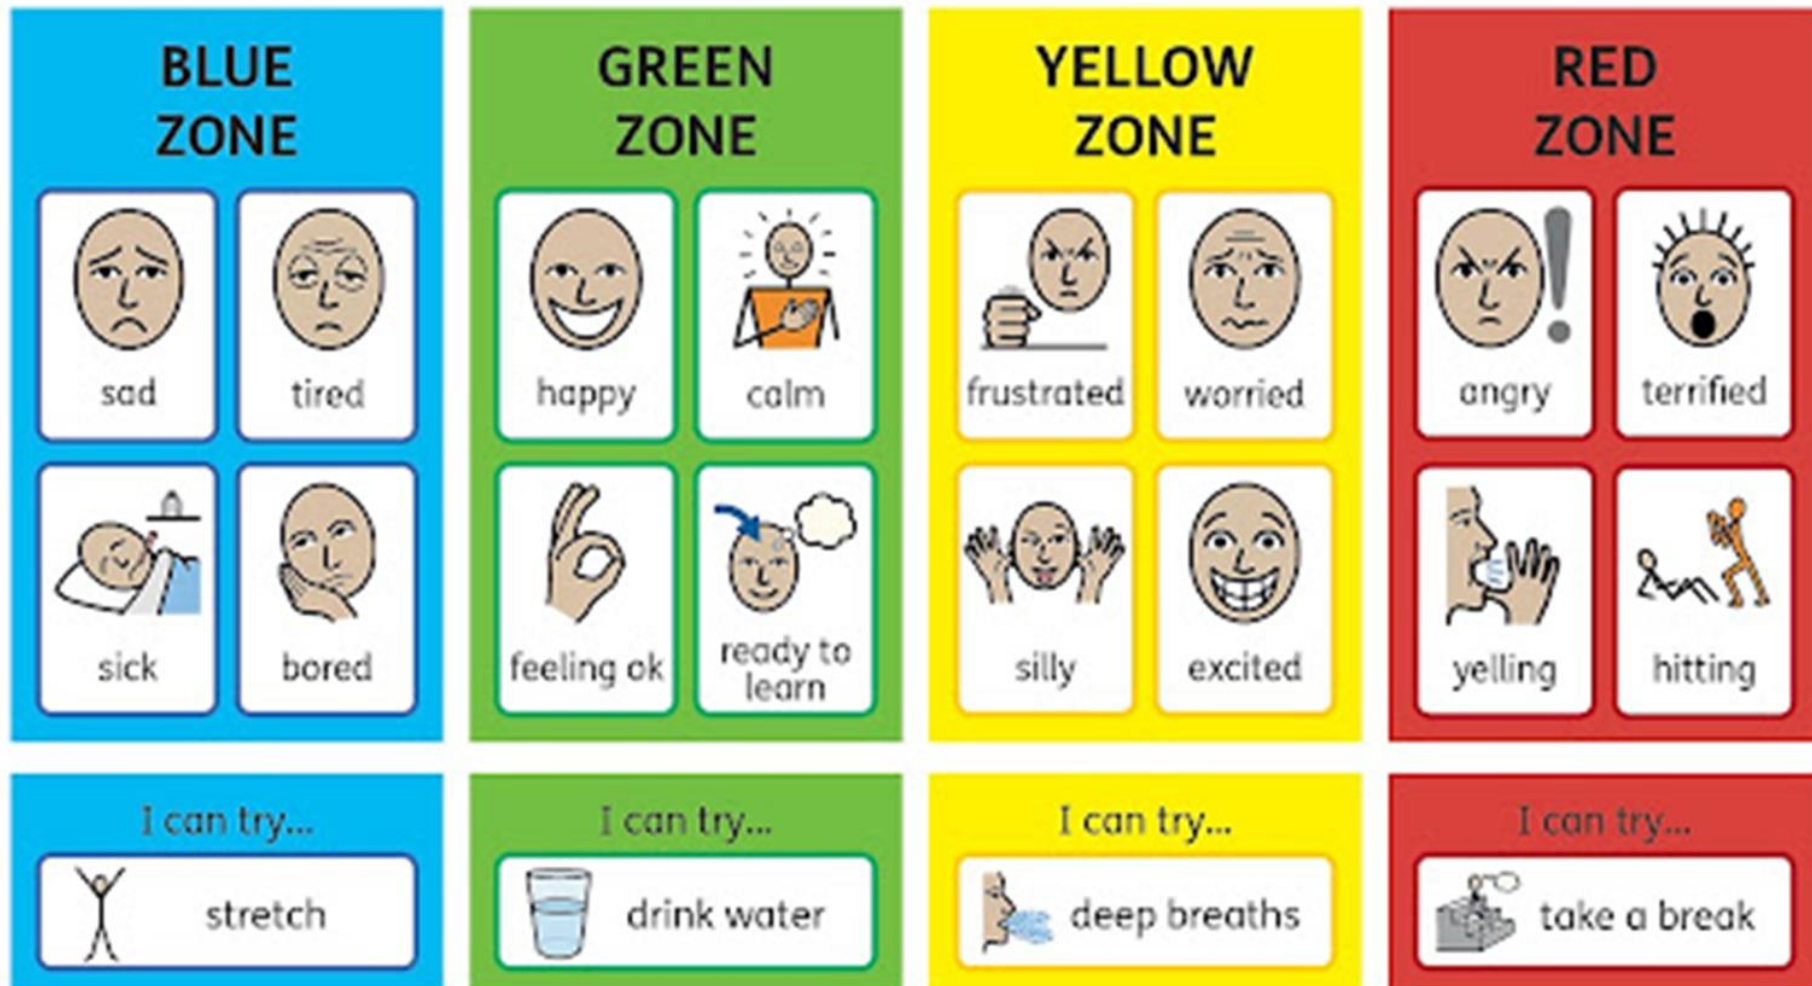 BLUE
ZONE
sad
tired
sick
bored
GREEN
ZONE
happy
calm
feeling ok
ready to
learn
YELLOW
ZONE
frustrated
worried
silly
excited
RED
ZONE
angry
terrified
yelling
hitting
I can try...
stretch
I can try...
drink water
I can try...
deep breaths
I can try...
take a break